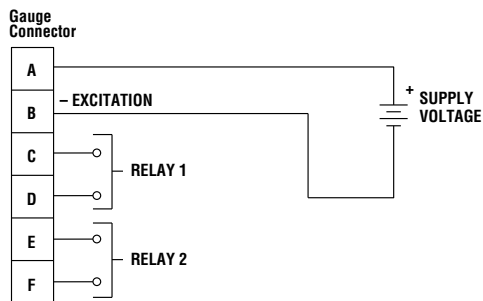 Gauge
Connector
A
B
– EXCITATION
+ SUPPLY
VOLTAGE
C
RELAY 1
D
E
RELAY 2
F